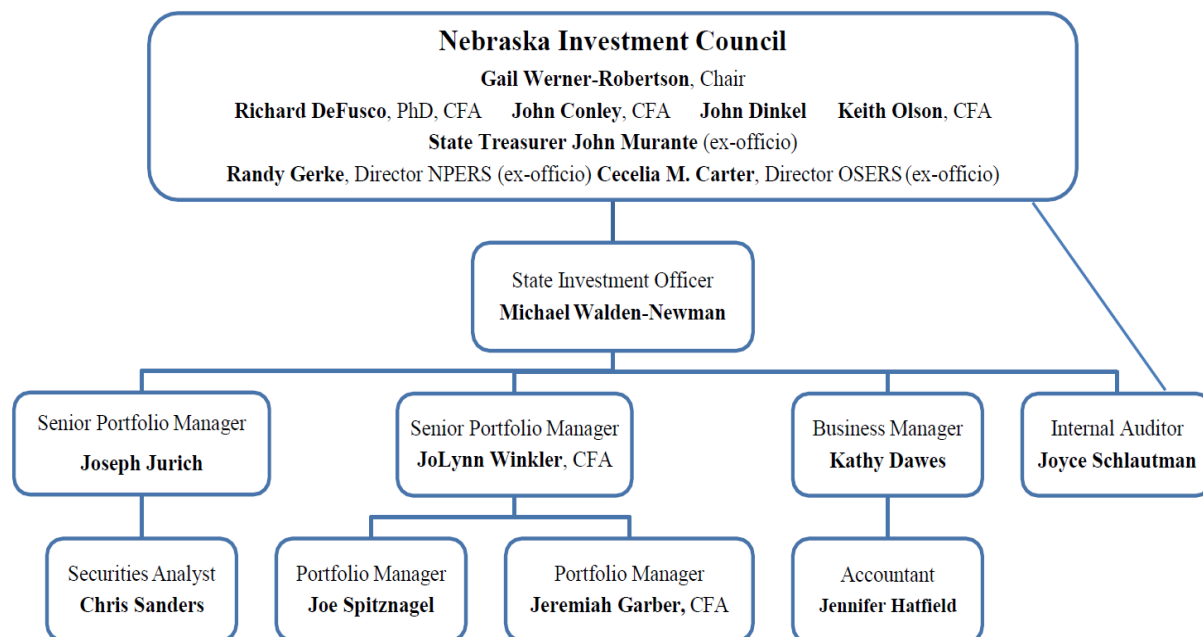 Nebraska Investment Council
Gail Werner-Robertson, Chair
Richard DeFusco, PhD, CFA John Conley, CFA John Dinkel Keith Olson, CFA
State Treasurer John Murante (ex-officio)
Randy Gerke, Director NPERS (ex-officio) Cecelia M. Carter, Director OSERS (ex-officio)
State Investment Officer
Michael Walden-Newman
Senior Portfolio Manager
Joseph Jurich
Senior Portfolio Manager
JoLynn Winkler, CFA
Business Manager
Kathy Dawes
Internal Auditor
Joyce Schlautman
Securities Analyst
Chris Sanders
Portfolio Manager
Joe Spitznagel
Portfolio Manager
Jeremiah Garber, CFA
Accountant
Jennifer Hatfield